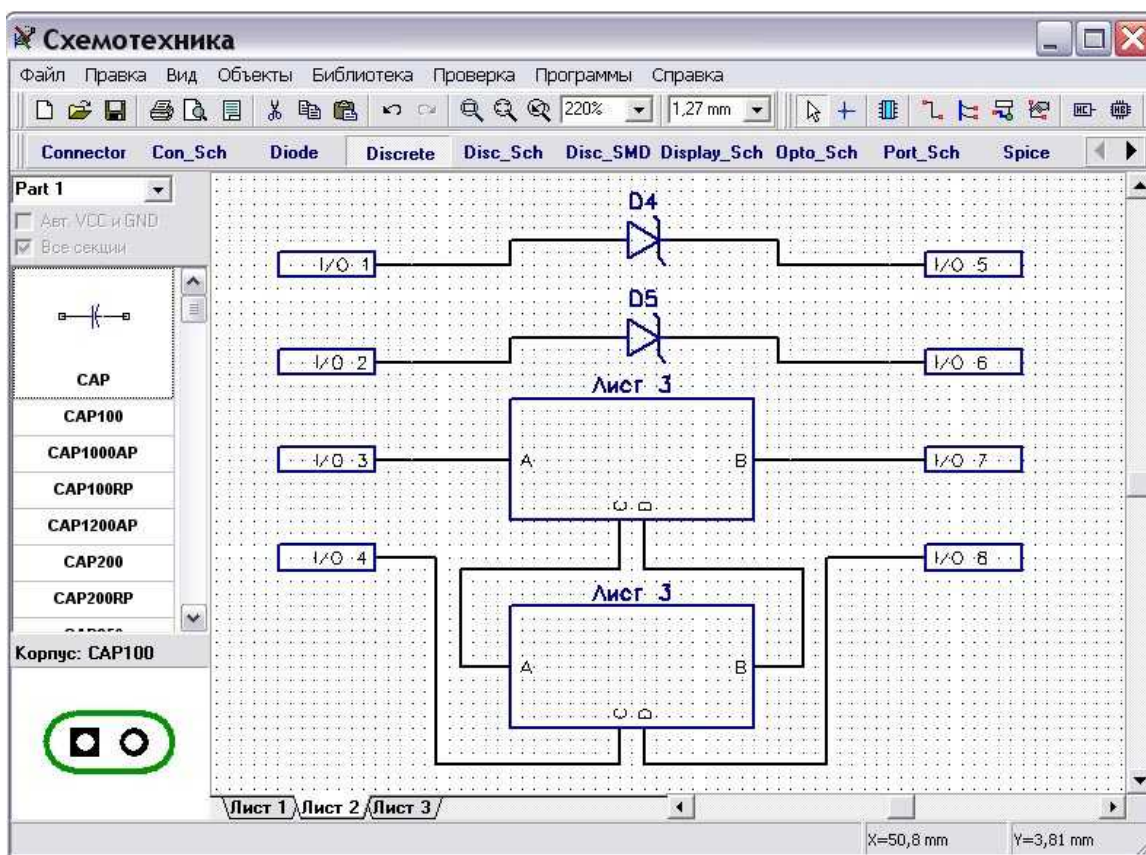 Схемотехника
Файл Правка Вид Объекты Библиотека Проверка Программы Справка
220% 1,27 mm
Connector Con_Sch Diode Discrete Disc_Sch Disc_SMD Display_Sch Opto_Sch Port_Sch Spice
Part 1
Авт. VCC и GND
Все секции
CAP
CAP100
CAP1000AP
CAP100RP
CAP1200AP
CAP200
CAP200RP
Корпус: CAP100
D4
I/O 1 I/O 5
D5
I/O 2 I/O 6
Лист 3
I/O 3 A B I/O 7
C D
I/O 4 I/O 8
Лист 3
A B
C D
Лист 1 Лист 2 Лист 3
X=50,8 mm Y=3,81 mm